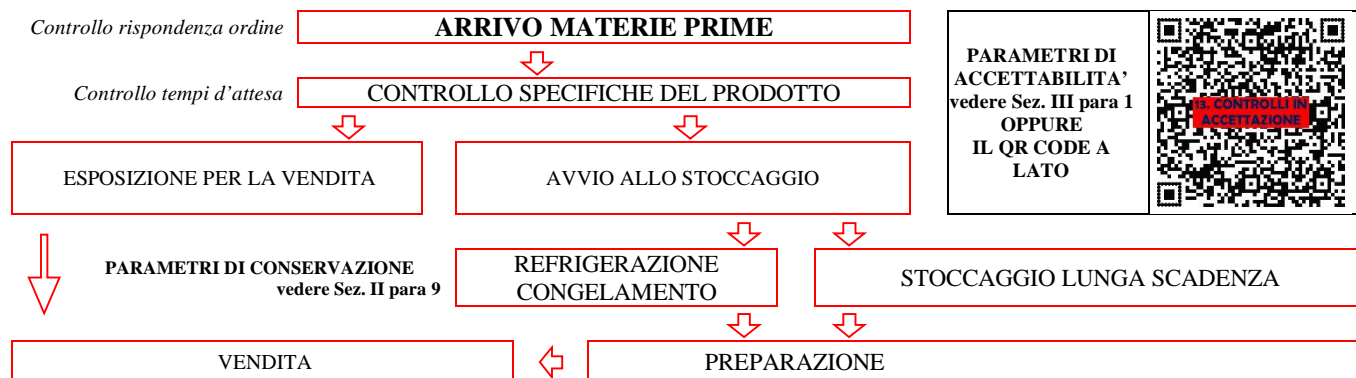 Controllo rispondenza ordine
ARRIVO MATERIE PRIME
Controllo tempi d'attesa
CONTROLLO SPECIFICHE DEL PRODOTTO
PARAMETRI DI
ACCETTABILITA'
vedere Sez. III para 1
OPPURE
IL QR CODE A
LATO
13. CONTROLLI IN
ACCETTAZIONE
ESPOSIZIONE PER LA VENDITA
AVVIO ALLO STOCCAGGIO
PARAMETRI DI CONSERVAZIONE
vedere Sez. II para 9
REFRIGERAZIONE
CONGELAMENTO
STOCCAGGIO LUNGA SCADENZA
VENDITA
PREPARAZIONE